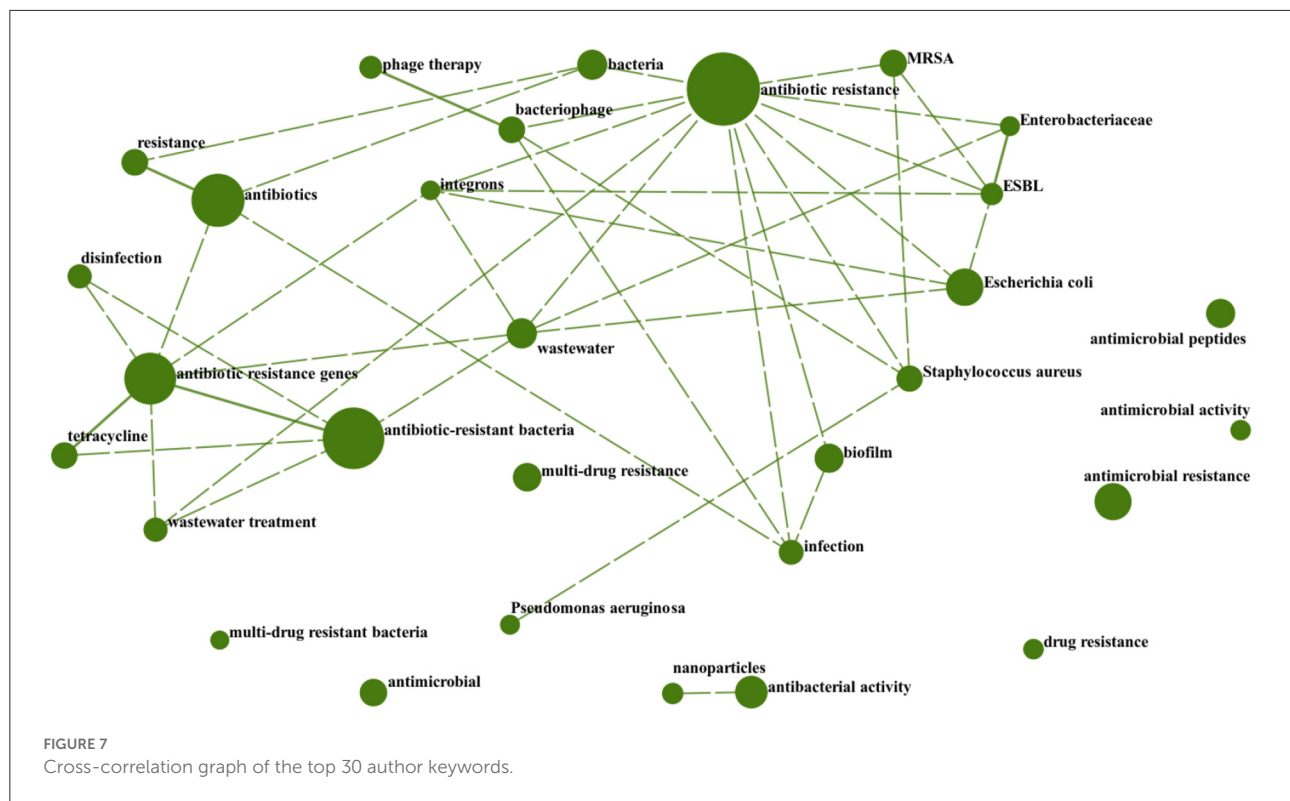 phage therapy
bacteria
MRSA
antibiotic resistance
bacteriophage
Enterobacteriaceae
resistance
integrons
ESBL
antibiotics
disinfection
Escherichia coli
antimicrobial peptides
wastewater
antibiotic resistance genes
Staphylococcus aureus
antimicrobial activity
tetracycline
antibiotic-resistant bacteria
biofilm
multi-drug resistance
antimicrobial resistance
wastewater treatment
infection
Pseudomonas aeruginosa
multi-drug resistant bacteria
drug resistance
nanoparticles
antimicrobial
antibacterial activity
FIGURE 7
Cross-correlation graph of the top 30 author keywords.